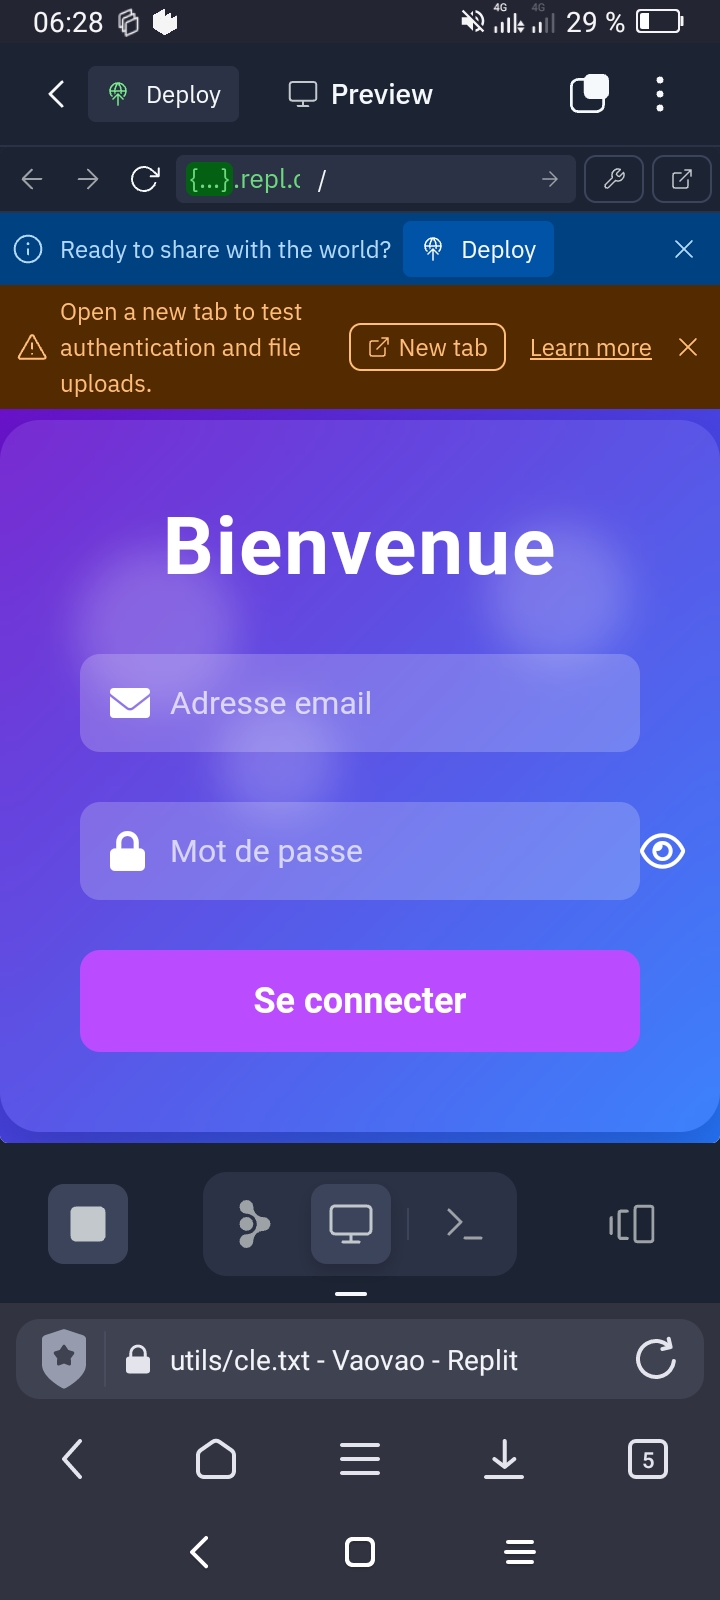 06:28
4G 4G 29 %
Deploy Preview
{...}.repl.c /
Ready to share with the world? Deploy
Open a new tab to test
authentication and file
uploads.
New tab Learn more
Bienvenue
Adresse email
Mot de passe
Se connecter
utils/cle.txt - Vaovao - Replit
5